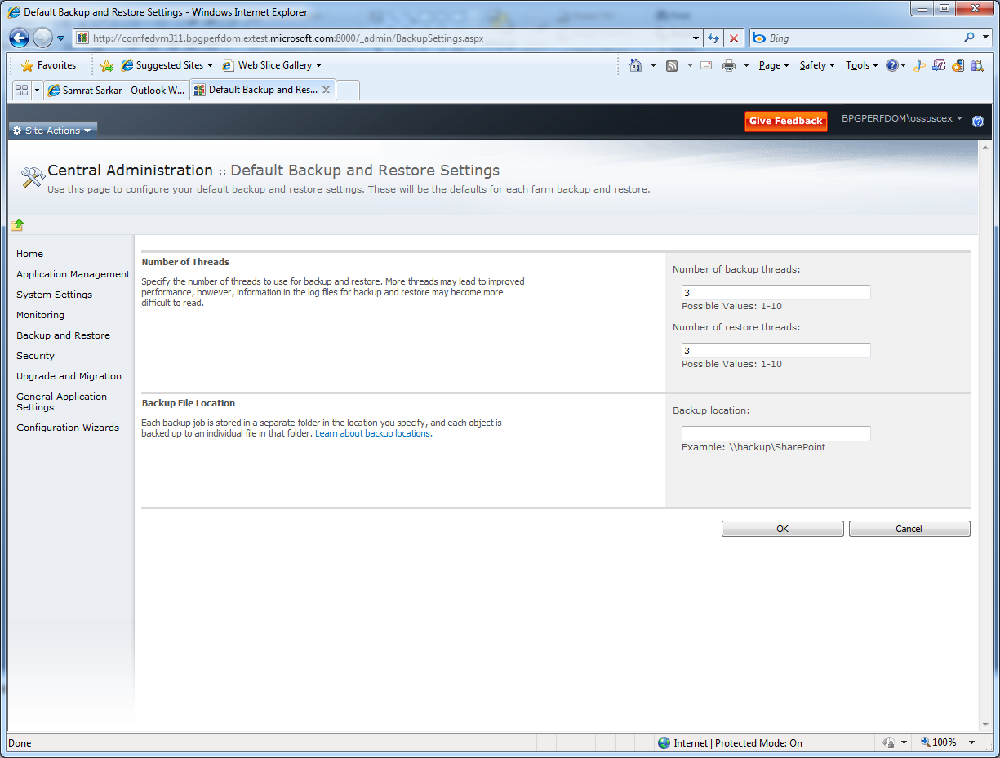 Default Backup and Restore Settings - Windows Internet Explorer
http://comfedvm311.bpgperfdom.extest.microsoft.com:8000/_admin/BackupSettings.aspx
Bing
Favorites Suggested Sites Web Slice Gallery Page Safety Tools
Samrat Sarkar - Outlook W... Default Backup and Res...
Site Actions Give Feedback BPGPERFDOM\osspscex
Central Administration :: Default Backup and Restore Settings
Use this page to configure your default backup and restore settings. These will be the defaults for each farm backup and restore.
Home
Application Management
System Settings
Monitoring
Backup and Restore
Security
Upgrade and Migration
General Application
Settings
Configuration Wizards
Number of Threads
Specify the number of threads to use for backup and restore. More threads may lead to improved
performance, however, information in the log files for backup and restore may become more
difficult to read.
Number of backup threads:
3
Possible Values: 1-10
Number of restore threads:
3
Possible Values: 1-10
Backup File Location
Each backup job is stored in a separate folder in the location you specify, and each object is
backed up to an individual file in that folder. Learn about backup locations.
Backup location:
Example: \\backup\SharePoint
OK Cancel
Done Internet | Protected Mode: On 100%